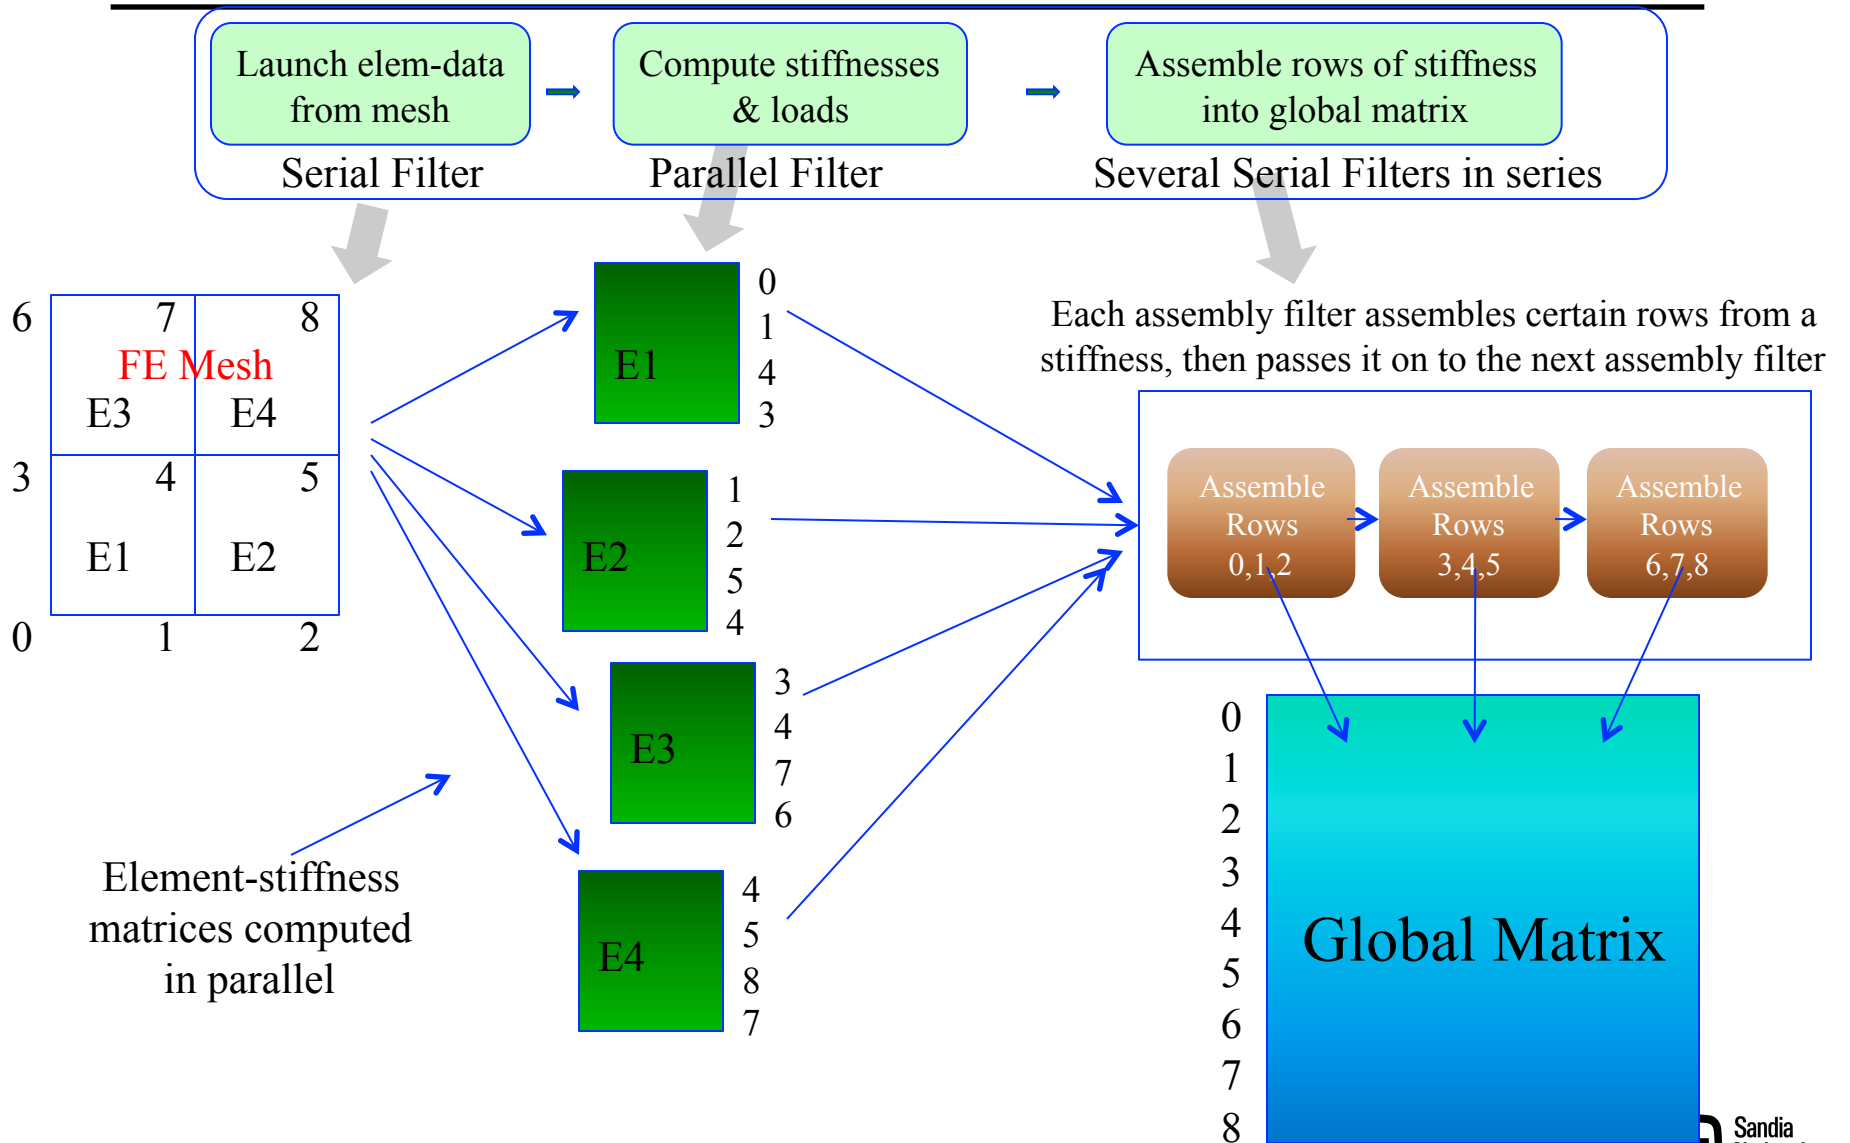 Launch elem-data
from mesh
Compute stiffnesses
& loads
Assemble rows of stiffness
into global matrix
Serial Filter
Parallel Filter
Several Serial Filters in series
6
7
8
FE Mesh
E3
E4
3
4
5
E1
E2
0
1
2
E1
0
1
4
3
E2
1
2
5
4
E3
3
4
7
6
E4
4
5
8
7
Element-stiffness
matrices computed
in parallel
Each assembly filter assembles certain rows from a
stiffness, then passes it on to the next assembly filter
Assemble
Rows
0,1,2
Assemble
Rows
3,4,5
Assemble
Rows
6,7,8
0
1
2
3
4
5
6
7
8
Global Matrix
Sandia